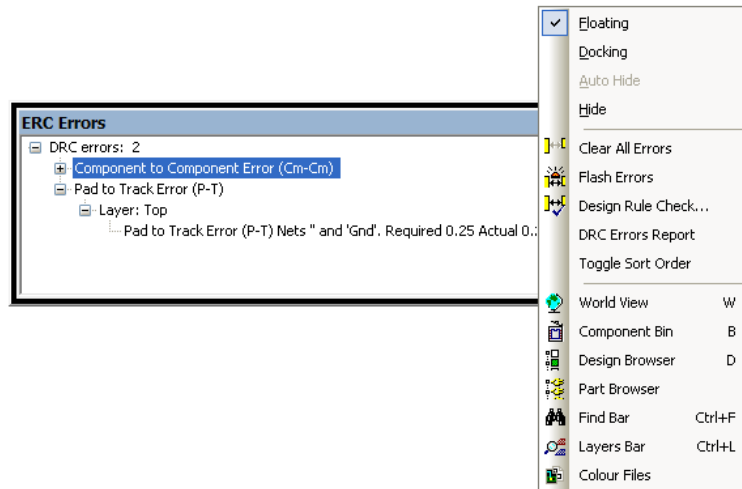 ERC Errors
DRC errors: 2
Component to Component Error (Cm-Cm)
Pad to Track Error (P-T)
Layer: Top
Pad to Track Error (P-T) Nets '' and 'Gnd'. Required 0.25 Actual
Floating
Docking
Auto Hide
Hide
Clear All Errors
Flash Errors
Design Rule Check...
DRC Errors Report
Toggle Sort Order
World View W
Component Bin B
Design Browser D
Part Browser
Find Bar Ctrl+F
Layers Bar Ctrl+L
Colour Files